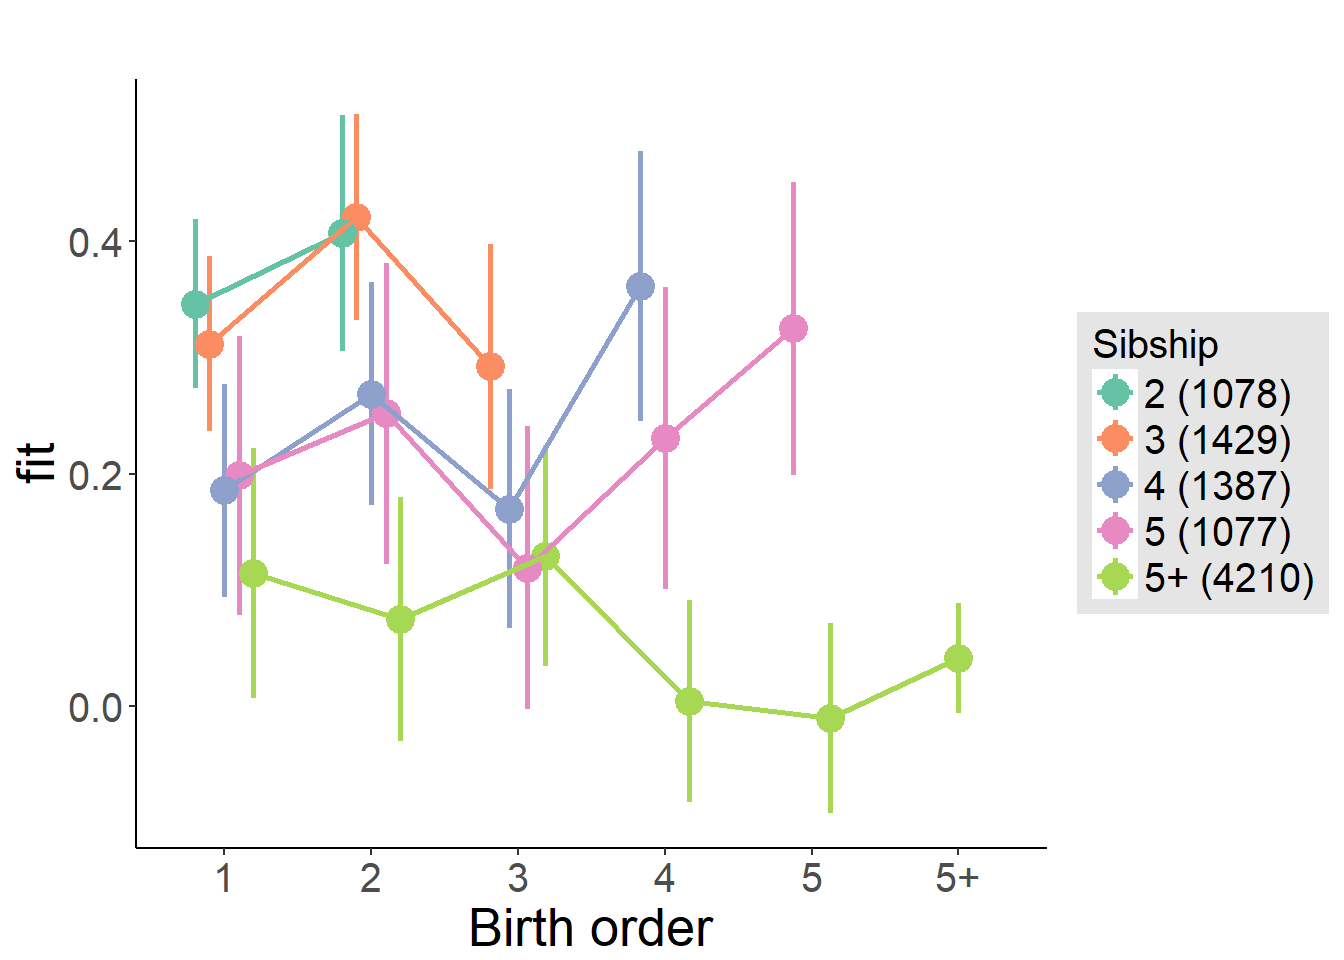 fit
0.4
0.2
0.0
1 2 3 4 5 5+
Birth order
Sibship
2 (1078)
3 (1429)
4 (1387)
5 (1077)
5+ (4210)